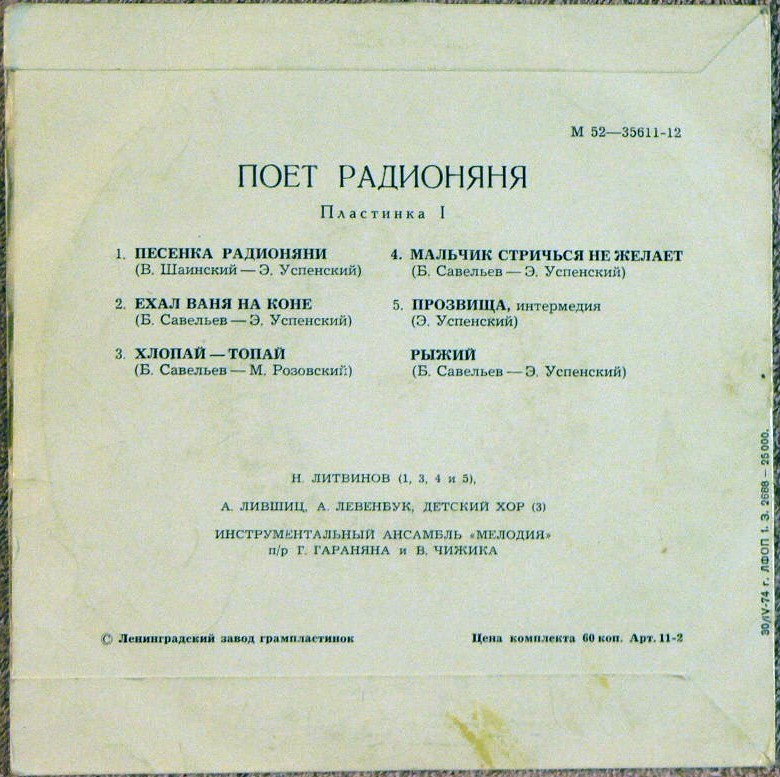 М 52—35611-12
ПОЕТ РАДИОНЯНЯ
Пластинка I
1. ПЕСЕНКА РАДИОНЯНИ
(В. Шаинский — Э. Успенский)
2. ЕХАЛ ВАНЯ НА КОНЕ
(Б. Савельев — Э. Успенский)
3. ХЛОПАЙ — ТОПАЙ
(Б. Савельев — М. Розовский)
4. МАЛЬЧИК СТРИЧЬСЯ НЕ ЖЕЛАЕТ
(Б. Савельев — Э. Успенский)
5. ПРОЗВИЩА, интермедия
(Э. Успенский)
РЫЖИЙ
(Б. Савельев — Э. Успенский)
Н. ЛИТВИНОВ (1, 3, 4 и 5),
А. ЛИВШИЦ, А. ЛЕВЕНБУК, ДЕТСКИЙ ХОР (3)
ИНСТРУМЕНТАЛЬНЫЙ АНСАМБЛЬ «МЕЛОДИЯ»
п/р Г. ГАРАНЯНА и В. ЧИЖИКА
© Ленинградский завод грампластинок
Цена комплекта 60 коп. Арт. 11-2
30/IV-74 г. ЛФОП 1. З. 2688 – 25 000.